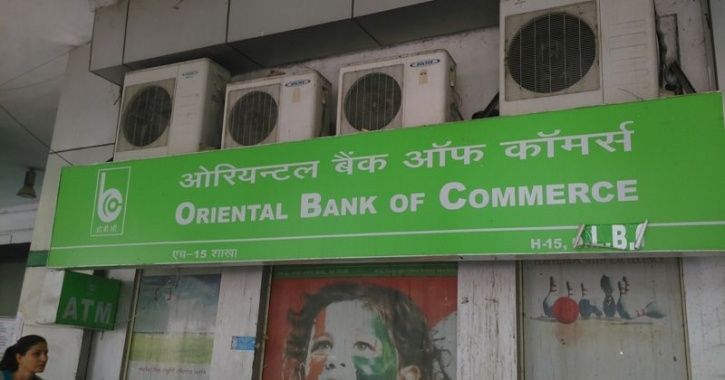 ओरियन्टल बैंक ऑफ कॉमर्स
ORIENTAL BANK OF COMMERCE
ओ बी सी
एच-15 शाखा
H-15,
L.B.
ATM